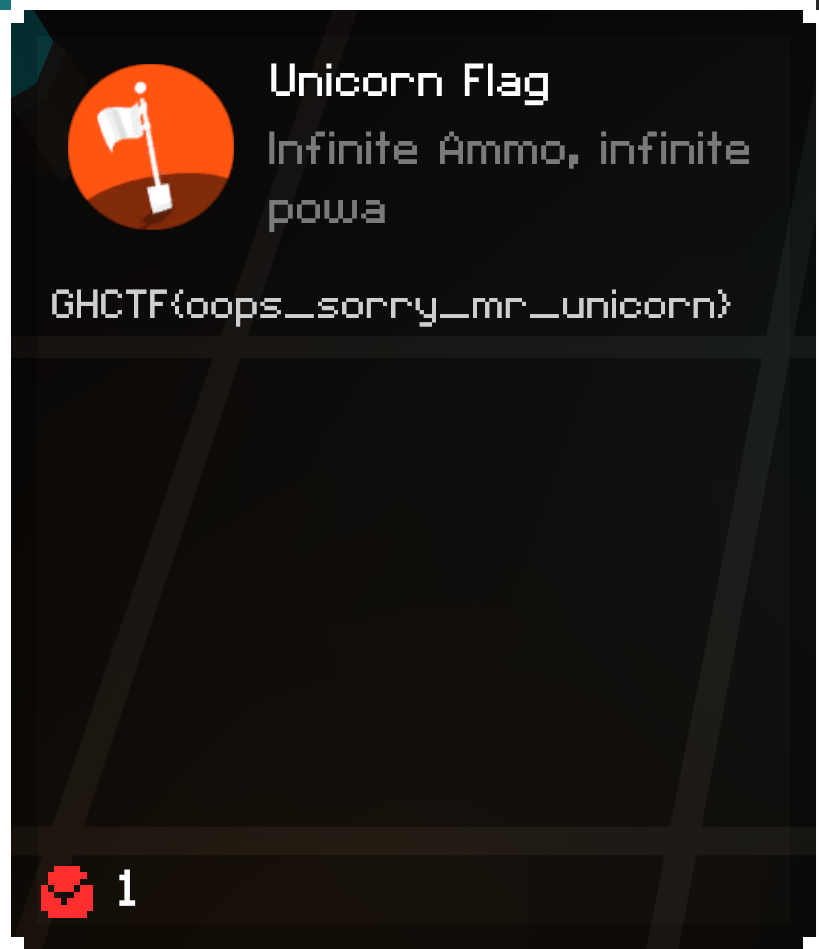 Unicorn Flag
Infinite Ammo, infinite
powa
GHCTF{oops_sorry_mr_unicorn}
1